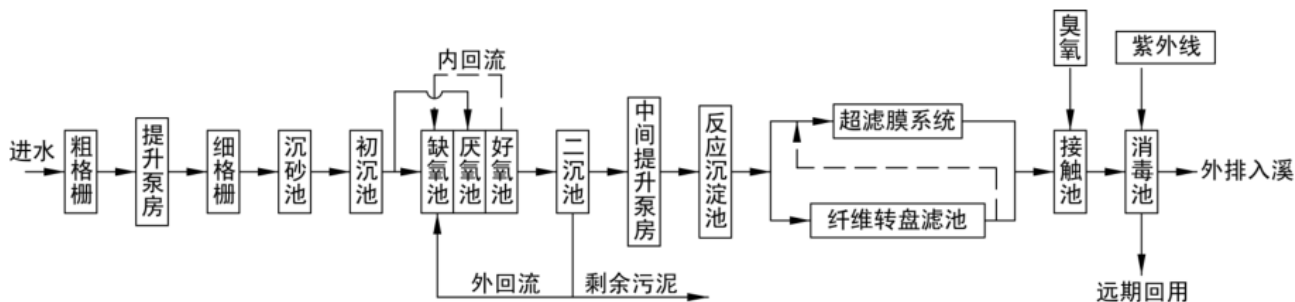 进水
粗格栅
提升泵房
细格栅
沉砂池
初沉池
内回流
缺氧池
厌氧池
好氧池
二沉池
外回流
剩余污泥
中间提升泵房
反应沉淀池
超滤膜系统
纤维转盘滤池
臭氧
接触池
紫外线
消毒池
外排入溪
远期回用